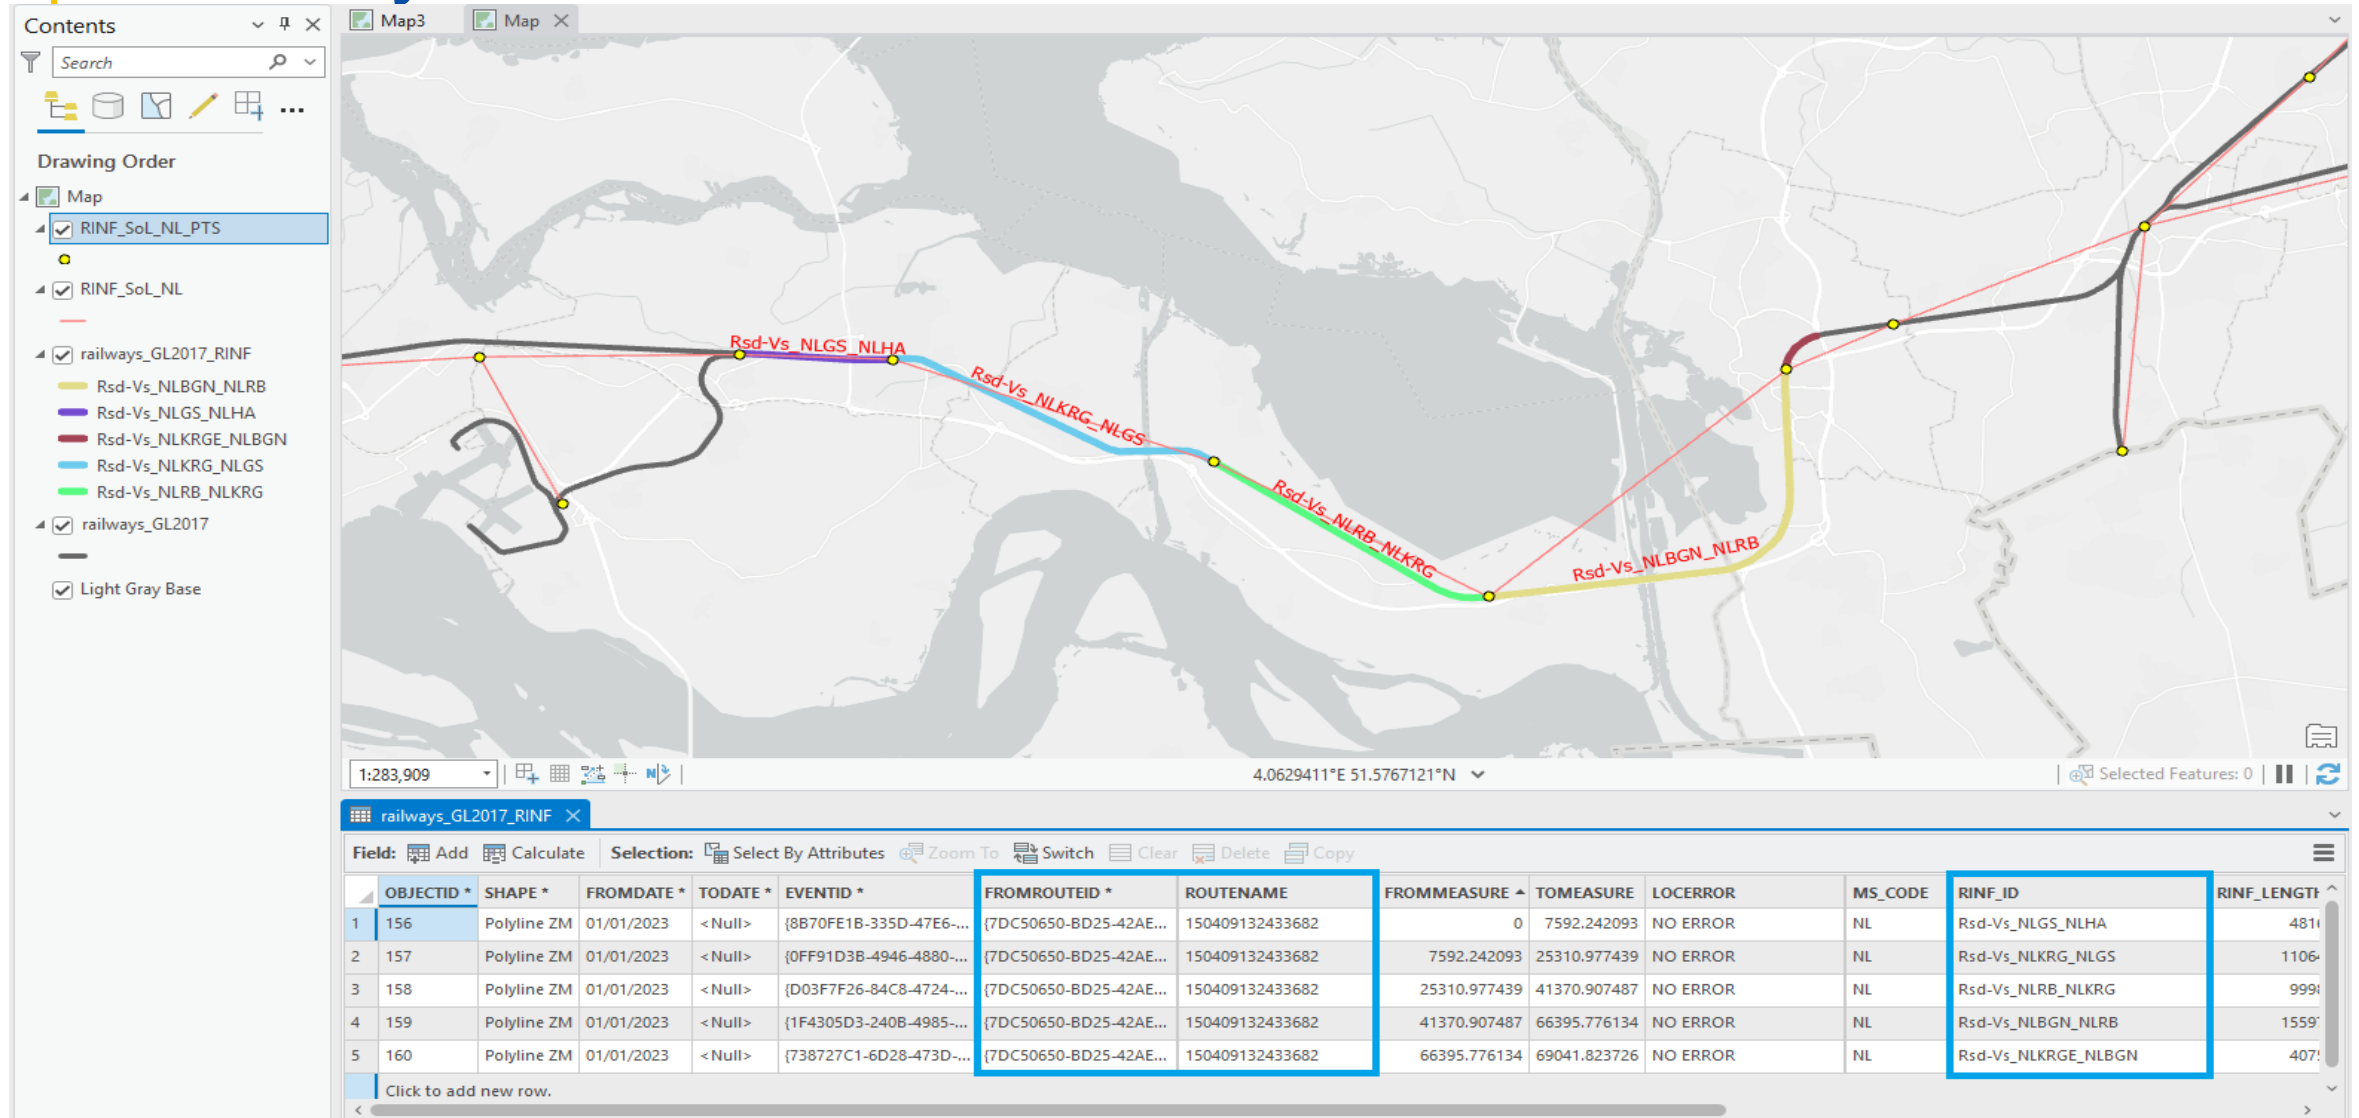 Contents
Search
Drawing Order
Map
RINF_SoL_NL_PTS
RINF_SoL_NL
railways_GL2017_RINF
Rsd-Vs_NLBGN_NLRB
Rsd-Vs_NLGS_NLHA
Rsd-Vs_NLKRGE_NLBGN
Rsd-Vs_NLKRG_NLGS
Rsd-Vs_NLRB_NLKRG
railways_GL2017
Light Gray Base
Map3 Map
Rsd-Vs_NLGS_NLHA
Rsd-Vs_NLKRG_NLGS
Rsd-Vs_NLRB_NLKRG
Rsd-Vs_NLBGN_NLRB
1:283,909 4.0629411°E 51.5767121°N Selected Features: 0
railways_GL2017_RINF
Field: Add Calculate Selection: Select By Attributes Zoom To Switch Clear Delete Copy
OBJECTID * SHAPE * FROMDATE * TODATE * EVENTID * FROMROUTEID * ROUTENAME FROMMEASURE TOMEASURE LOCERROR MS_CODE RINF_ID RINF_LENGTH
1 156 Polyline ZM 01/01/2023 <Null> {8B70FE1B-335D-47E6-... {7DC50650-BD25-42AE... 150409132433682 0 7592.242093 NO ERROR NL Rsd-Vs_NLGS_NLHA 481
2 157 Polyline ZM 01/01/2023 <Null> {0FF91D3B-4946-4880-... {7DC50650-BD25-42AE... 150409132433682 7592.242093 25310.977439 NO ERROR NL Rsd-Vs_NLKRG_NLGS 1106
3 158 Polyline ZM 01/01/2023 <Null> {D03F7F26-84C8-4724-... {7DC50650-BD25-42AE... 150409132433682 25310.977439 41370.907487 NO ERROR NL Rsd-Vs_NLRB_NLKRG 999
4 159 Polyline ZM 01/01/2023 <Null> {1F4305D3-240B-4985-... {7DC50650-BD25-42AE... 150409132433682 41370.907487 66395.776134 NO ERROR NL Rsd-Vs_NLBGN_NLRB 1559
5 160 Polyline ZM 01/01/2023 <Null> {738727C1-6D28-473D-... {7DC50650-BD25-42AE... 150409132433682 66395.776134 69041.823726 NO ERROR NL Rsd-Vs_NLKRGE_NLBGN 407
Click to add new row.